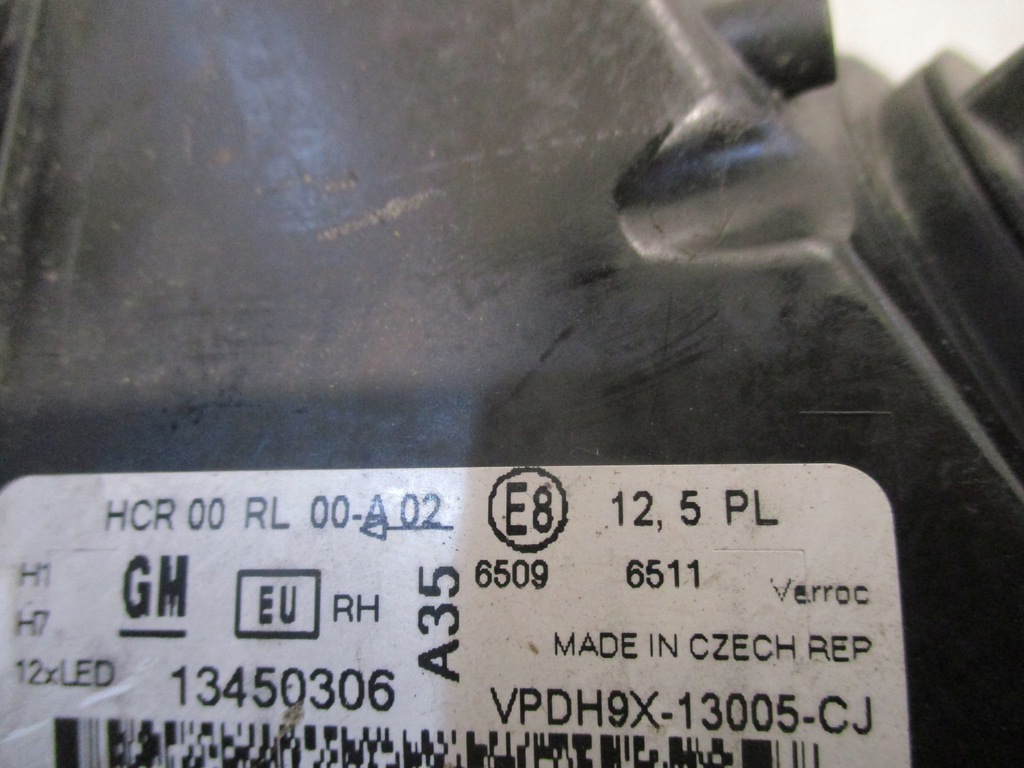 HCR 00 RL 00-A 02 E8 12, 5 PL
H1 GM EU RH A35 6509 6511 Varroc
H7 MADE IN CZECH REP
12xLED 13450306 VPDH9X-13005-CJ